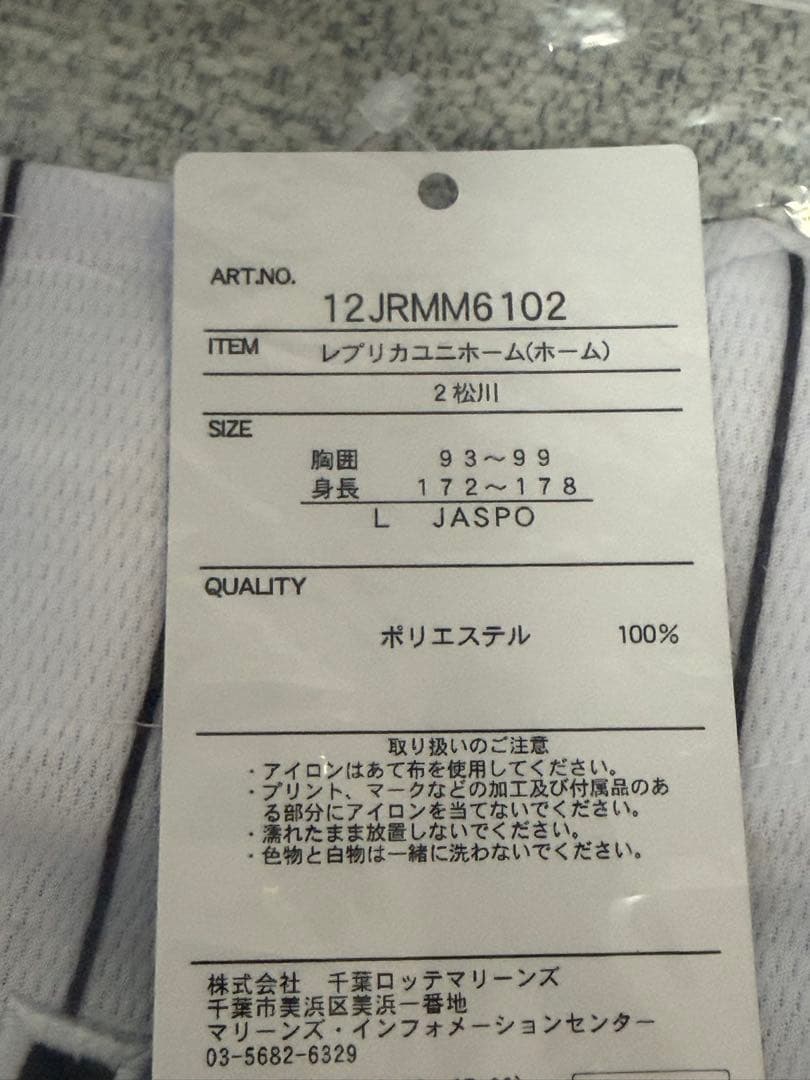 ART.NO.
12JRMM6102
ITEM レプリカユニホーム(ホーム)
2松川
SIZE
胸囲 93～99
身長 172～178
L JASPO
QUALITY
ポリエステル 100%
取り扱いのご注意
・アイロンはあて布を使用してください。
・プリント、マークなどの加工及び付属品のあ
る部分にアイロンを当てないでください。
・濡れたまま放置しないでください。
・色物と白物は一緒に洗わないでください。
株式会社 千葉ロッテマリーンズ
千葉市美浜区美浜一番地
マリーンズ・インフォメーションセンター
03-5682-6329